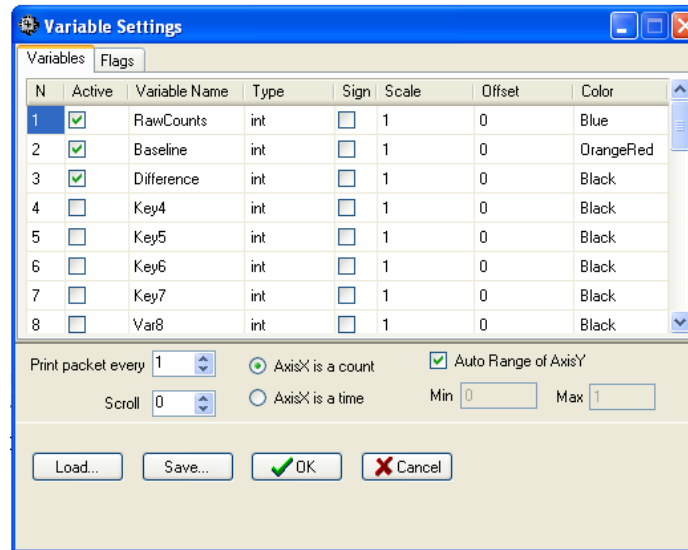 Variable Settings
Variables Flags
N Active Variable Name Type Sign Scale Offset Color
1 RawCounts int 1 0 Blue
2 Baseline int 1 0 OrangeRed
3 Difference int 1 0 Black
4 Key4 int 1 0 Black
5 Key5 int 1 0 Black
6 Key6 int 1 0 Black
7 Key7 int 1 0 Black
8 Var8 int 1 0 Black
Print packet every 1 AxisX is a count Auto Range of AxisY
Scroll 0 AxisX is a time Min 0 Max 1
Load... Save... OK Cancel